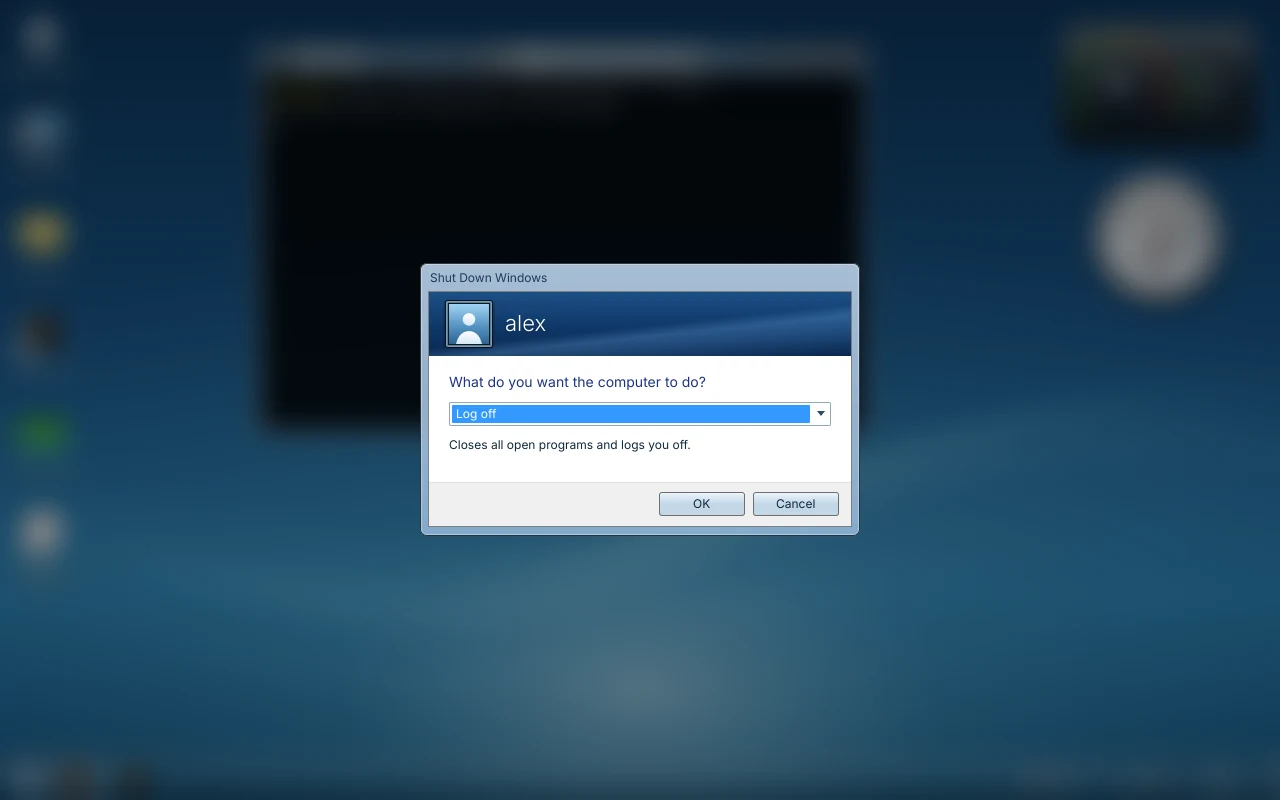 Shut Down Windows
alex
What do you want the computer to do?
Log off
Closes all open programs and logs you off.
OK
Cancel